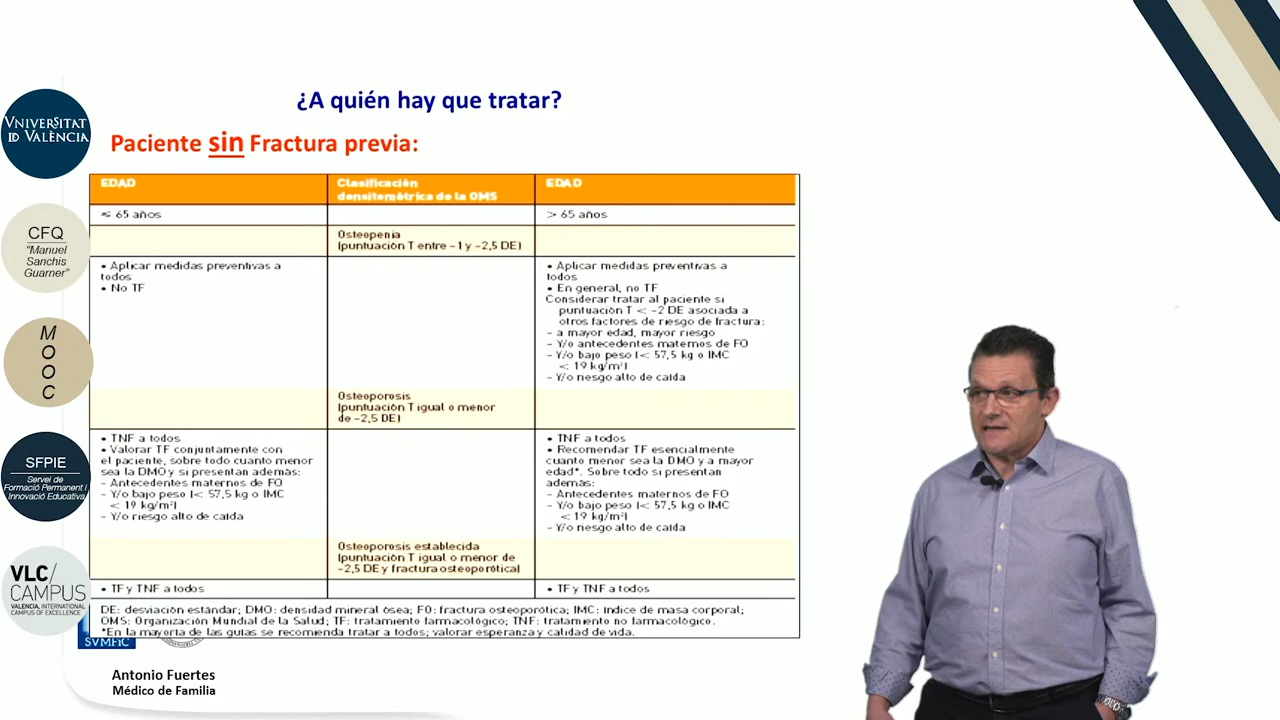 ¿A quién hay que tratar?
Paciente sin Fractura previa:
VNIVERSITAT
ID VALÈNCIA
CFQ
"Manuel
Sanchis
Guarner"
M
O
O
C
SFPIE
Servei de
Formació Permanent i
Innovació Educativa
VLC/
CAMPUS
VALENCIA, INTERNATIONAL
CAMPUS OF EXCELLENCE
SVMFiC
EDAD
Clasificación
densitométrica de la OMS
EDAD
≤ 65 años
> 65 años
Osteopenia
(puntuación T entre –1 y –2,5 DE)
• Aplicar medidas preventivas a
todos
• No TF
• Aplicar medidas preventivas a
todos
• En general, no TF
Considerar tratar al paciente si
puntuación T < –2 DE asociada a
otros factores de riesgo de fractura:
– a mayor edad, mayor riesgo
– Y/o antecedentes maternos de FO
– Y/o bajo peso (< 57,5 kg o IMC
< 19 kg/m²)
– Y/o riesgo alto de caída
Osteoporosis
(puntuación T igual o menor
de –2,5 DE)
• TNF a todos
• Valorar TF conjuntamente con
el paciente, sobre todo cuanto menor
sea la DMO y si presentan además:
– Antecedentes maternos de FO
– Y/o bajo peso (< 57,5 kg o IMC
< 19 kg/m²)
– Y/o riesgo alto de caída
• TNF a todos
• Recomendar TF esencialmente
cuanto menor sea la DMO y a mayor
edad*. Sobre todo si presentan
además:
– Antecedentes maternos de FO
– Y/o bajo peso (< 57,5 kg o IMC
< 19 kg/m²)
– Y/o riesgo alto de caída
Osteoporosis establecida
(puntuación T igual o menor de
–2,5 DE y fractura osteoporótica)
• TF y TNF a todos
• TF y TNF a todos
DE: desviación estándar; DMO: densidad mineral ósea; FO: fractura osteoporótica; IMC: índice de masa corporal;
OMS: Organización Mundial de la Salud; TF: tratamiento farmacológico; TNF: tratamiento no farmacológico.
*En la mayoría de las guías se recomienda tratar a todos; valorar esperanza y calidad de vida.
Antonio Fuertes
Médico de Familia